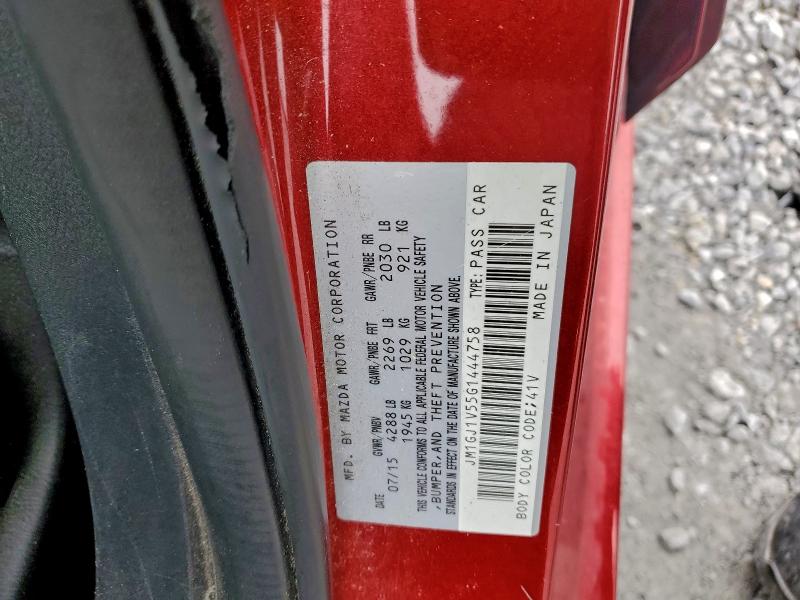 MFD. BY MAZDA MOTOR CORPORATION
DATE GVWR/PNBV GAWR/PNBE FRT GAWR/PNBE RR
07/15 4288 LB 2269 LB 2030 LB
1945 KG 1029 KG 921 KG
THIS VEHICLE CONFORMS TO ALL APPLICABLE FEDERAL MOTOR VEHICLE SAFETY
,BUMPER,AND THEFT PREVENTION
STANDARDS IN EFFECT ON THE DATE OF MANUFACTURE SHOWN ABOVE.
JM1GJ1V55G1444758 TYPE: PASS CAR
BODY COLOR CODE:41V MADE IN JAPAN